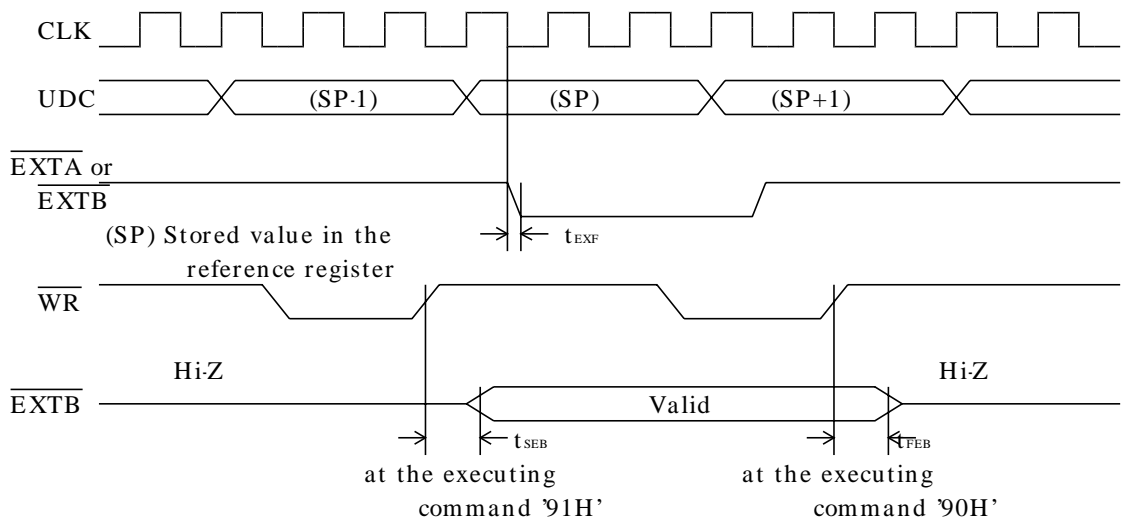 CLK
UDC (SP-1) (SP) (SP+1)
EXTA or
EXTB
tEXF
(SP) Stored value in the
reference register
WR
Hi-Z Hi-Z
EXTB Valid
tSEB tFEB
at the executing at the executing
command '91H' command '90H'